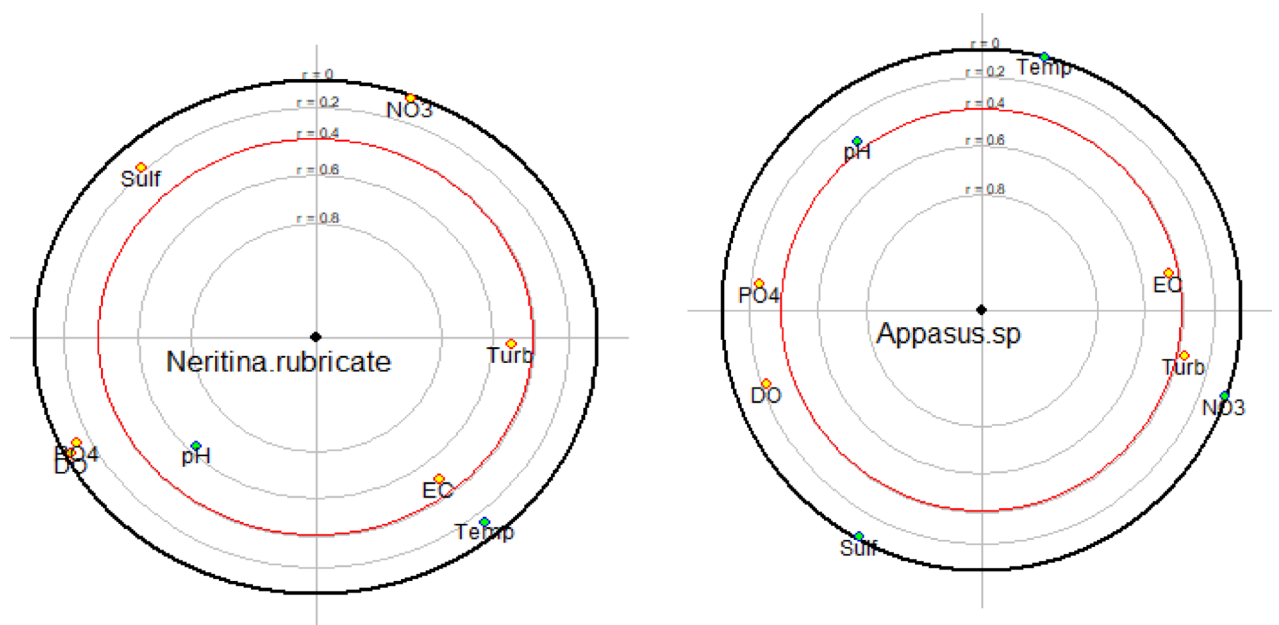 r = 0
NO3
r = 0.2
r = 0.4
Sulf
r = 0.6
r = 0.8
Turb
Neritina.rubricate
PO4
DO
pH
EC
Temp
r = 0
Temp
r = 0.2
r = 0.4
pH
r = 0.6
r = 0.8
EC
PO4
Appasus.sp
Turb
DO
NO3
Sulf